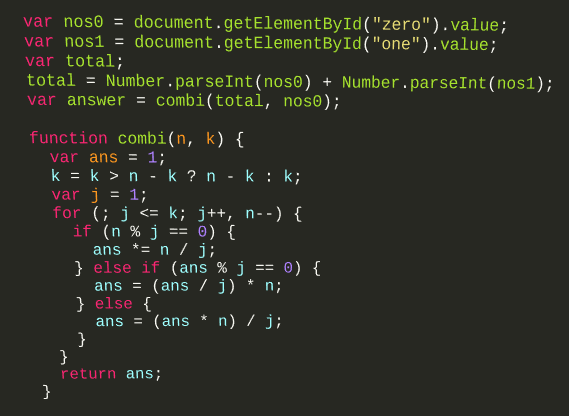 var nos0 = document.getElementById("zero").value;
var nos1 = document.getElementById("one").value;
var total;
total = Number.parseInt(nos0) + Number.parseInt(nos1);
var answer = combi(total, nos0);

function combi(n, k) {
  var ans = 1;
  k = k > n - k ? n - k : k;
  var j = 1;
  for (; j <= k; j++, n--) {
    if (n % j == 0) {
      ans *= n / j;
    } else if (ans % j == 0) {
      ans = (ans / j) * n;
    } else {
      ans = (ans * n) / j;
    }
  }
  return ans;
}